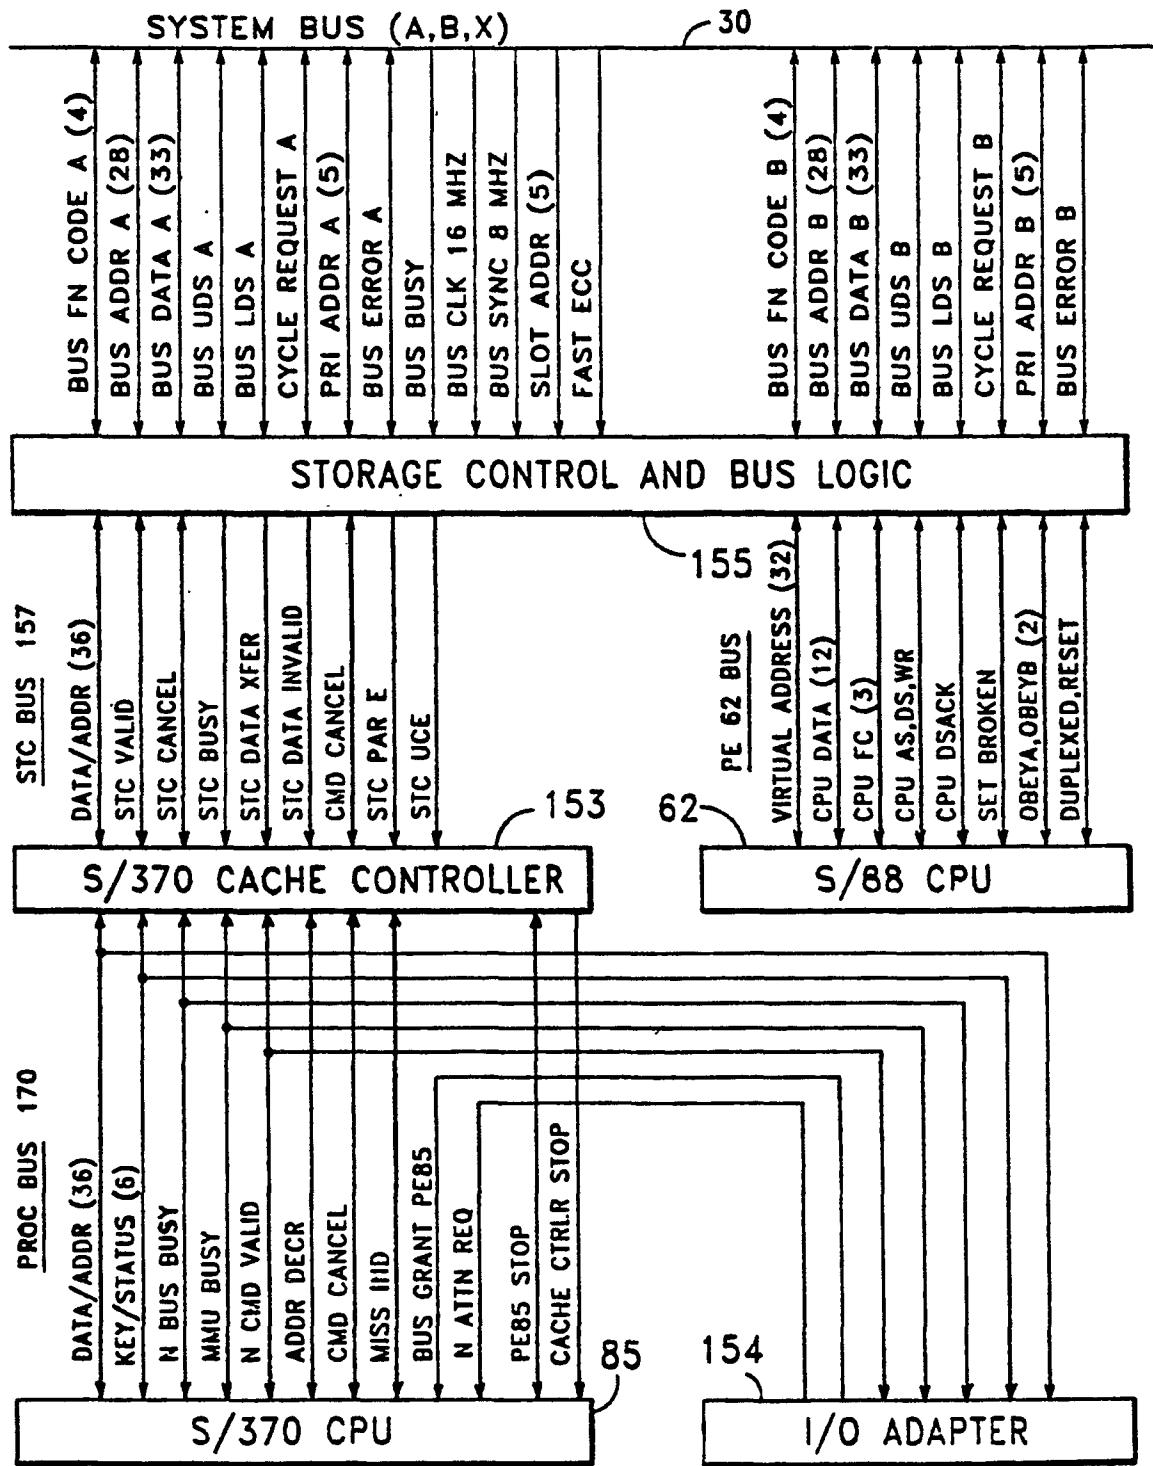 SYSTEM BUS (A,B,X)
30
BUS FN CODE A (4)
BUS ADDR A (28)
BUS DATA A (33)
BUS UDS A
BUS LDS A
CYCLE REQUEST A
PRI ADDR A (5)
BUS ERROR A
BUS BUSY
BUS CLK 16 MHZ
BUS SYNC 8 MHZ
SLOT ADDR (5)
FAST ECC
BUS FN CODE B (4)
BUS ADDR B (28)
BUS DATA B (33)
BUS UDS B
BUS LDS B
CYCLE REQUEST B
PRI ADDR B (5)
BUS ERROR B
STORAGE CONTROL AND BUS LOGIC
155
STC BUS 157
DATA/ADDR (36)
STC VALID
STC CANCEL
STC BUSY
STC DATA XFER
STC DATA INVALID
CMD CANCEL
STC PAR E
STC UCE
PE 62 BUS
VIRTUAL ADDRESS (32)
CPU DATA (12)
CPU FC (3)
CPU AS,DS,WR
CPU DSACK
SET BROKEN
OBEYA,OBEYB (2)
DUPLEXED,RESET
153
62
S/370 CACHE CONTROLLER
S/88 CPU
PROC BUS 170
DATA/ADDR (36)
KEY/STATUS (6)
N BUS BUSY
MMU BUSY
N CMD VALID
ADDR DECR
CMD CANCEL
MISS IND
BUS GRANT PE85
N ATTN REQ
PE85 STOP
CACHE CTRLR STOP
85
154
S/370 CPU
I/O ADAPTER